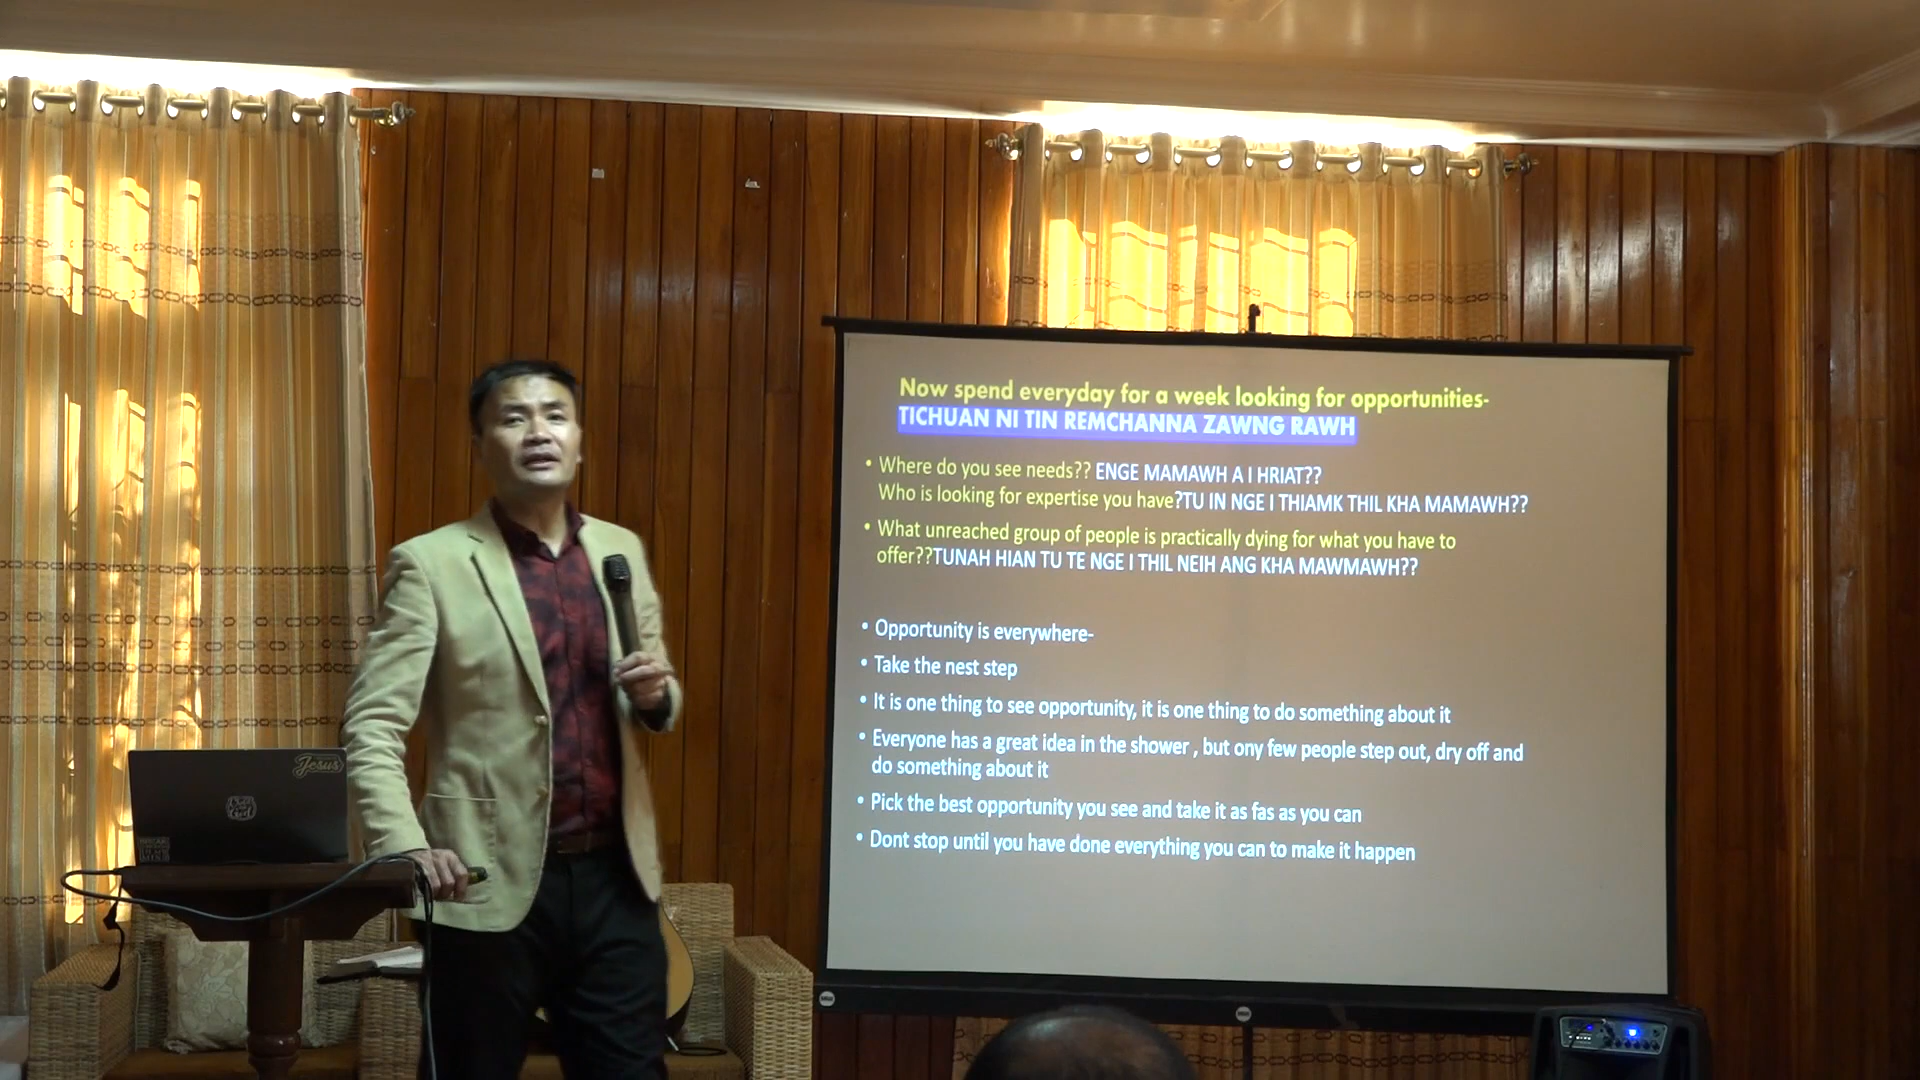 Now spend everyday for a week looking for opportunities-
TICHUAN NI TIN REMCHANNA ZAWNG RAWH
• Where do you see needs?? ENGE MAMAWH A I HRIAT??
Who is looking for expertise you have?TU IN NGE I THIAMK THIL KHA MAMAWH??
• What unreached group of people is practically dying for what you have to
offer??TUNAH HIAN TU TE NGE I THIL NEIH ANG KHA MAWMAWH??
• Opportunity is everywhere-
• Take the nest step
• It is one thing to see opportunity, it is one thing to do something about it
• Everyone has a great idea in the shower , but ony few people step out, dry off and
do something about it
• Pick the best opportunity you see and take it as fas as you can
• Dont stop until you have done everything you can to make it happen
Jesus